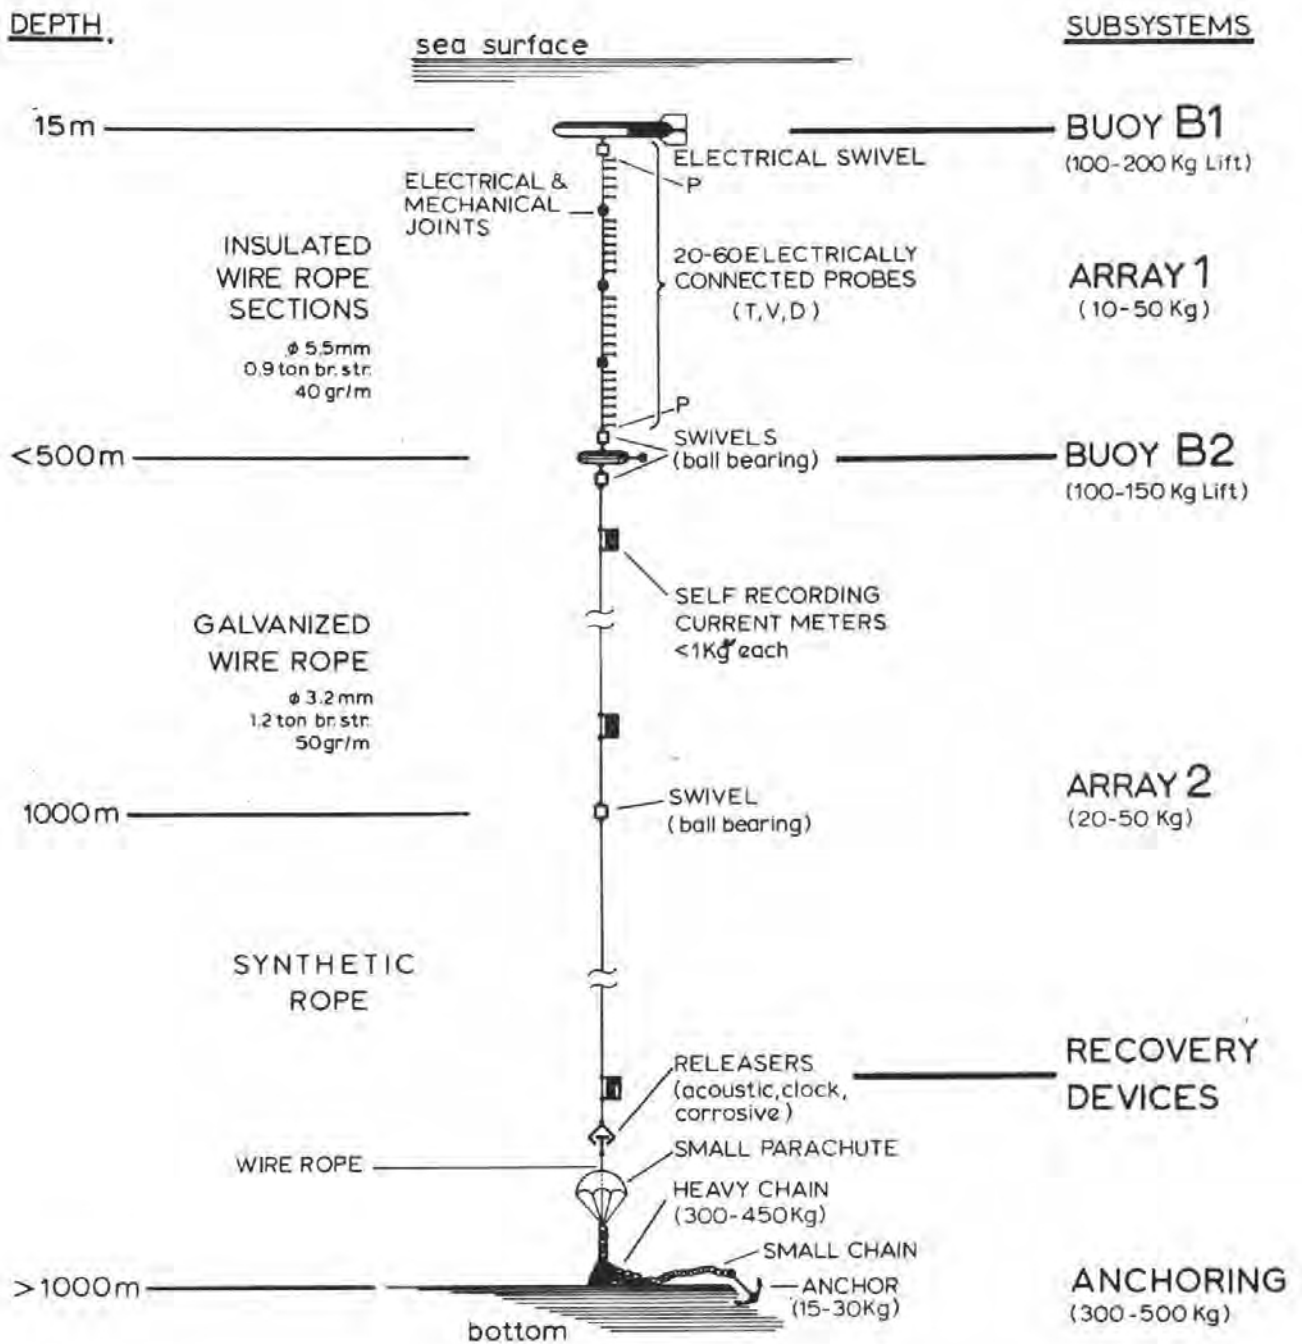 DEPTH.
SUBSYSTEMS
sea surface
15m
BUOY B1
(100-200 Kg Lift)
ELECTRICAL SWIVEL
P
ELECTRICAL &
MECHANICAL
JOINTS
INSULATED
WIRE ROPE
SECTIONS
ϕ 5.5mm
0.9 ton br. str.
40 gr/m
20-60 ELECTRICALLY
CONNECTED PROBES
(T,V,D)
ARRAY 1
(10-50 Kg)
P
<500m
SWIVELS
(ball bearing)
BUOY B2
(100-150 Kg Lift)
SELF RECORDING
CURRENT METERS
<1Kg each
GALVANIZED
WIRE ROPE
ϕ 3.2mm
1.2 ton br. str.
50gr/m
1000m
SWIVEL
(ball bearing)
ARRAY 2
(20-50 Kg)
SYNTHETIC
ROPE
RELEASERS
(acoustic, clock,
corrosive)
RECOVERY
DEVICES
WIRE ROPE
SMALL PARACHUTE
HEAVY CHAIN
(300-450Kg)
SMALL CHAIN
>1000m
ANCHOR
(15-30Kg)
ANCHORING
(300-500 Kg)
bottom